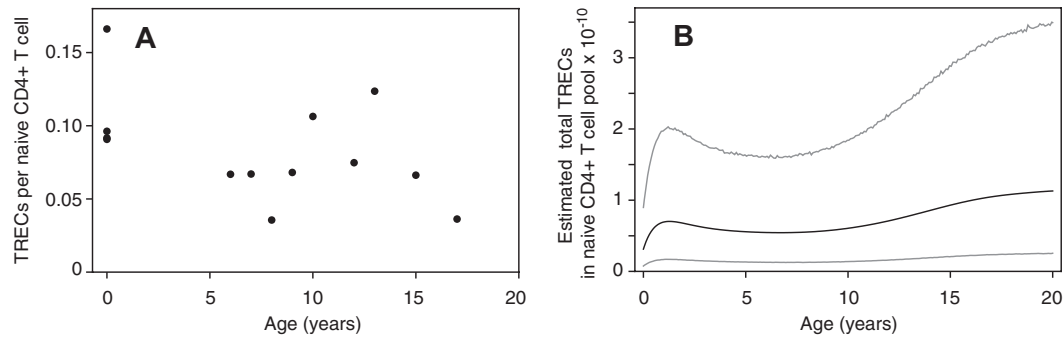 A
TRECs per naive CD4+ T cell
0.15
0.10
0.05
0
0
5
10
15
20
Age (years)
B
Estimated total TRECs
in naive CD4+ T cell pool x 10^-10
3
2
1
0
0
5
10
15
20
Age (years)